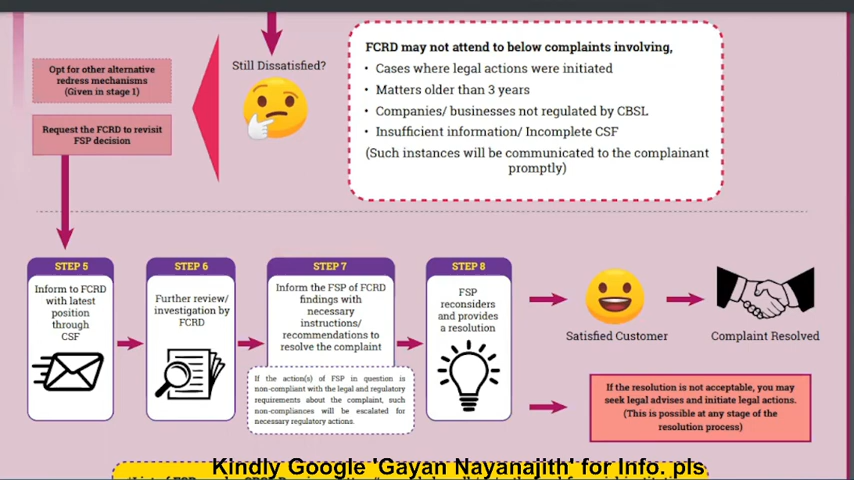 Opt for other alternative
redress mechanisms
(Given in stage 1)
Request the FCRD to revisit
FSP decision
Still Dissatisfied?
FCRD may not attend to below complaints involving,
• Cases where legal actions were initiated
• Matters older than 3 years
• Companies/ businesses not regulated by CBSL
• Insufficient information/ Incomplete CSF
(Such instances will be communicated to the complainant
promptly)
STEP 5
Inform to FCRD
with latest
position
through
CSF
STEP 6
Further review/
investigation by
FCRD
STEP 7
Inform the FSP of FCRD
findings with
necessary
instructions/
recommendations to
resolve the complaint
If the action(s) of FSP in question is
non-compliant with the legal and regulatory
requirements about the complaint, such
non-compliances will be escalated for
necessary regulatory actions.
STEP 8
FSP
reconsiders
and provides
a resolution
Satisfied Customer
Complaint Resolved
If the resolution is not acceptable, you may
seek legal advises and initiate legal actions.
(This is possible at any stage of the
resolution process)
Kindly Google 'Gayan Nayanajith' for Info. pls